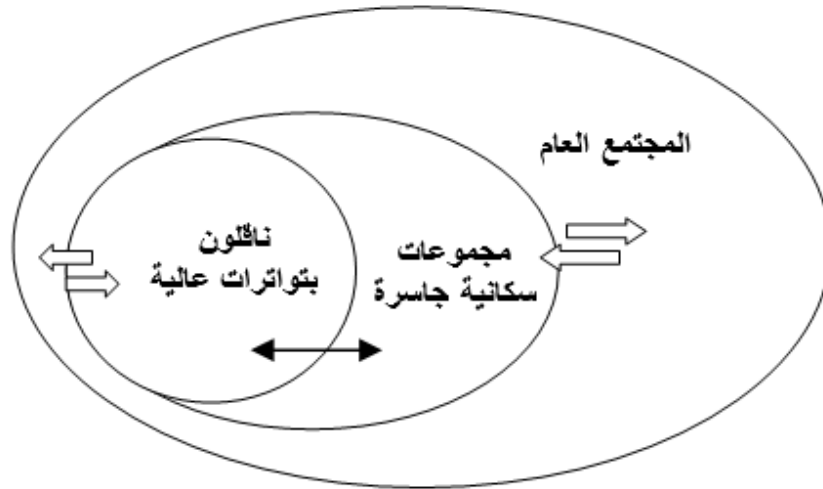 المجتمع العام
ناقلون
بتواترات عالية
مجموعات
سكانية جاسرة